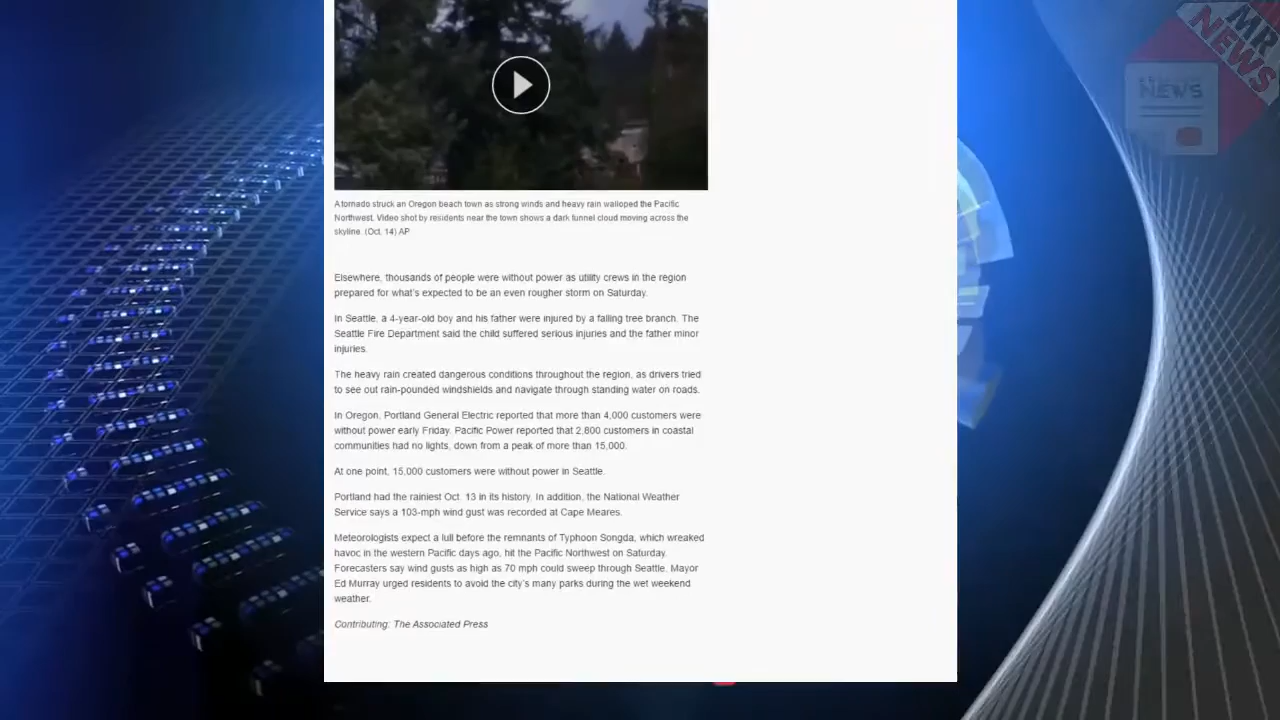 MR
NEWS
NEWS
A tornado struck an Oregon beach town as strong winds and heavy rain walloped the Pacific
Northwest. Video shot by residents near the town shows a dark funnel cloud moving across the
skyline. (Oct. 14) AP
Elsewhere, thousands of people were without power as utility crews in the region
prepared for what's expected to be an even rougher storm on Saturday.
In Seattle, a 4-year-old boy and his father were injured by a falling tree branch. The
Seattle Fire Department said the child suffered serious injuries and the father minor
injuries.
The heavy rain created dangerous conditions throughout the region, as drivers tried
to see out rain-pounded windshields and navigate through standing water on roads.
In Oregon, Portland General Electric reported that more than 4,000 customers were
without power early Friday. Pacific Power reported that 2,800 customers in coastal
communities had no lights, down from a peak of more than 15,000.
At one point, 15,000 customers were without power in Seattle.
Portland had the rainiest Oct. 13 in its history. In addition, the National Weather
Service says a 103-mph wind gust was recorded at Cape Meares.
Meteorologists expect a lull before the remnants of Typhoon Songda, which wreaked
havoc in the western Pacific days ago, hit the Pacific Northwest on Saturday.
Forecasters say wind gusts as high as 70 mph could sweep through Seattle. Mayor
Ed Murray urged residents to avoid the city's many parks during the wet weekend
weather.
Contributing: The Associated Press